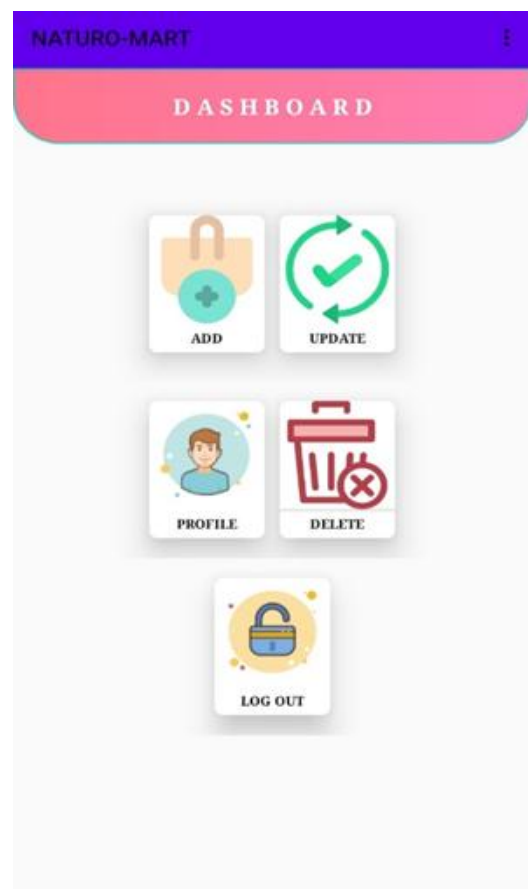 NATURO-MART
DASHBOARD
ADD
UPDATE
PROFILE
DELETE
LOG OUT